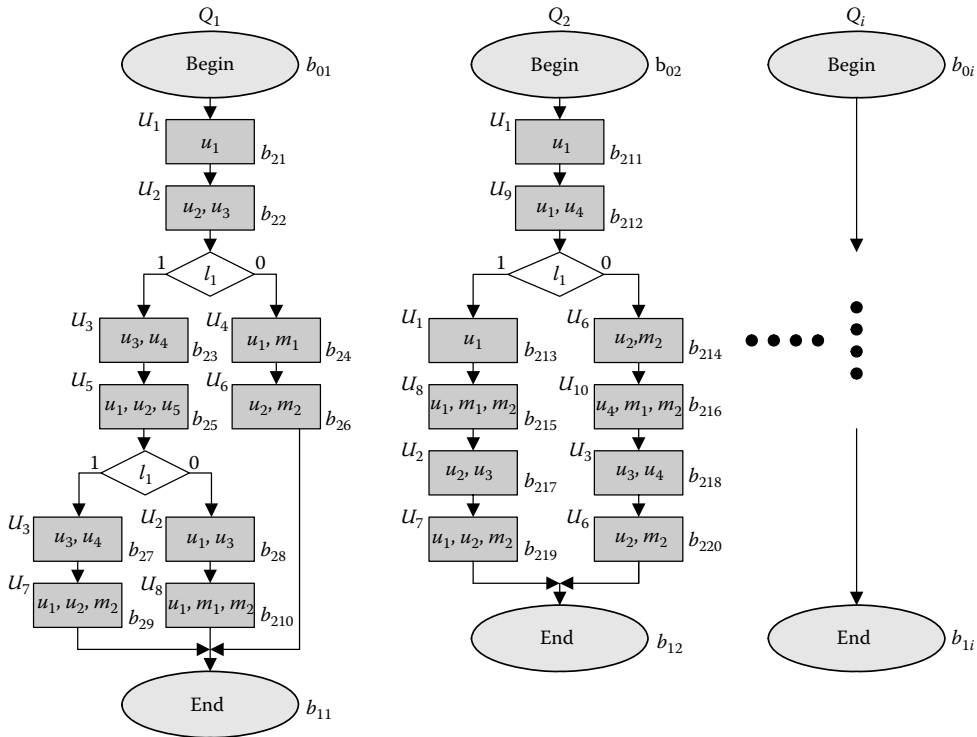 Q₁
Begin
b₀₁
U₁
u₁
b₂₁
U₂
u₂, u₃
b₂₂
1
l₁
0
U₃
u₃, u₄
b₂₃
U₄
u₁, m₁
b₂₄
U₅
u₁, u₂, u₅
b₂₅
U₆
u₂, m₂
b₂₆
1
l₁
0
U₃
u₃, u₄
b₂₇
U₂
u₁, u₃
b₂₈
U₇
u₁, u₂, m₂
b₂₉
U₈
u₁, m₁, m₂
b₂₁₀
End
b₁₁
Q₂
Begin
b₀₂
U₁
u₁
b₂₁₁
U₉
u₁, u₄
b₂₁₂
1
l₁
0
U₁
u₁
b₂₁₃
U₆
u₂,m₂
b₂₁₄
U₈
u₁, m₁, m₂
b₂₁₅
U₁₀
u₄, m₁, m₂
b₂₁₆
U₂
u₂, u₃
b₂₁₇
U₃
u₃, u₄
b₂₁₈
U₇
u₁, u₂, m₂
b₂₁₉
U₆
u₂, m₂
b₂₂₀
End
b₁₂
Qᵢ
Begin
b₀ᵢ
End
b₁ᵢ